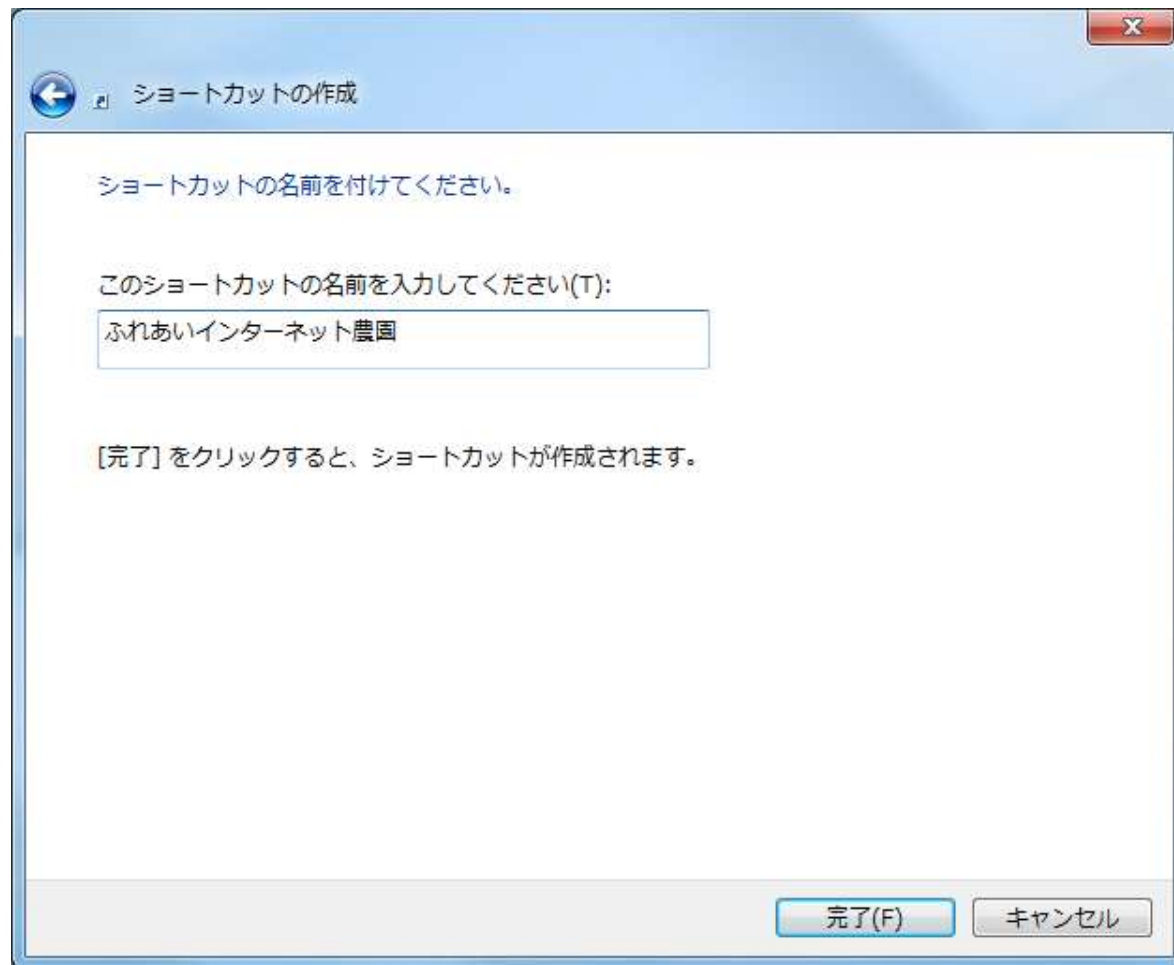 ショートカットの作成
ショートカットの名前を付けてください。
このショートカットの名前を入力してください(T):
ふれあいインターネット農園
[完了] をクリックすると、ショートカットが作成されます。
完了(F)
キャンセル